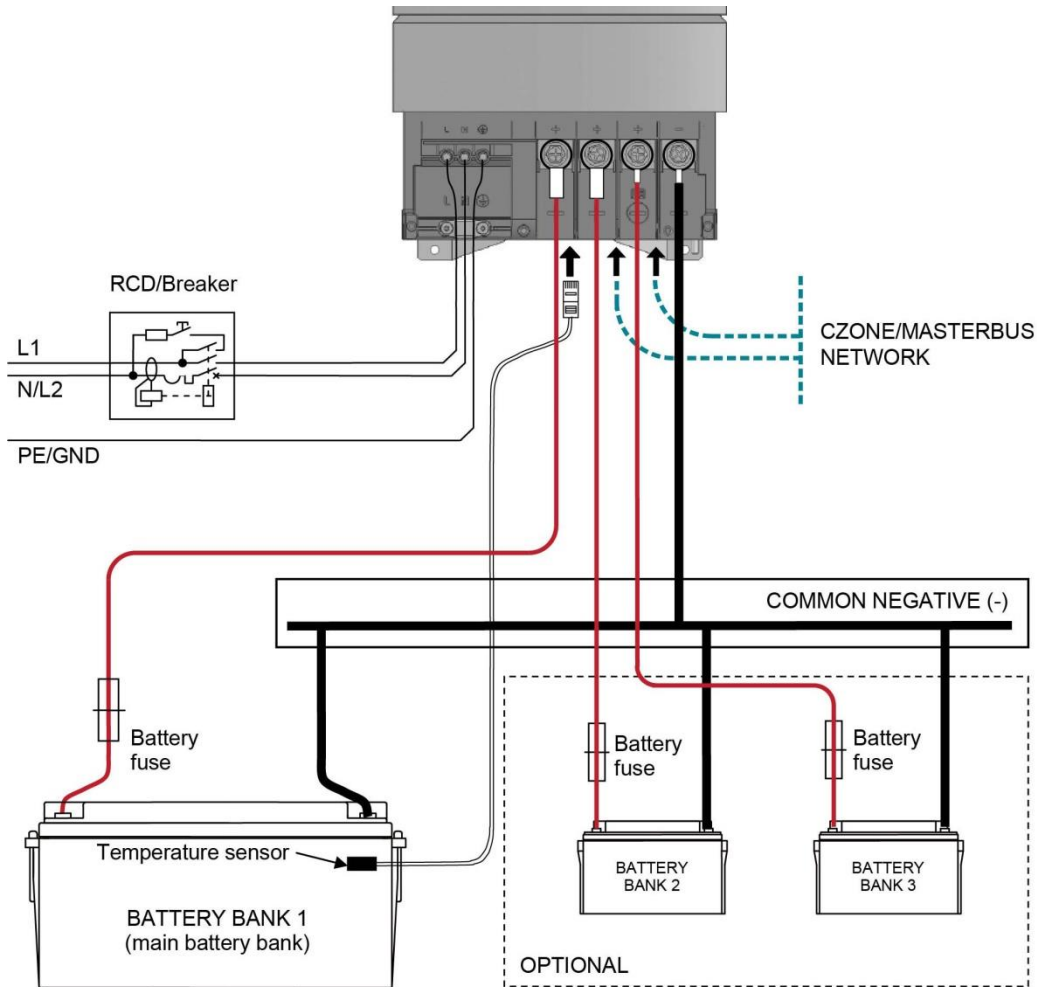 L N
+ + + -
L N
RCD/Breaker
L1
N/L2
PE/GND
CZONE/MASTERBUS
NETWORK
COMMON NEGATIVE (-)
Battery
fuse
Battery
fuse
Battery
fuse
Temperature sensor
BATTERY BANK 1
(main battery bank)
BATTERY
BANK 2
BATTERY
BANK 3
OPTIONAL